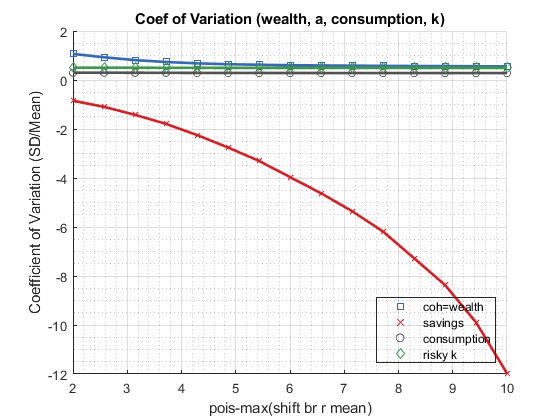 Coef of Variation (wealth, a, consumption, k)
Coefficient of Variation (SD/Mean)
2
0
-2
-4
-6
-8
-10
-12
coh=wealth
savings
consumption
risky k
2 3 4 5 6 7 8 9 10
pois-max(shift br r mean)